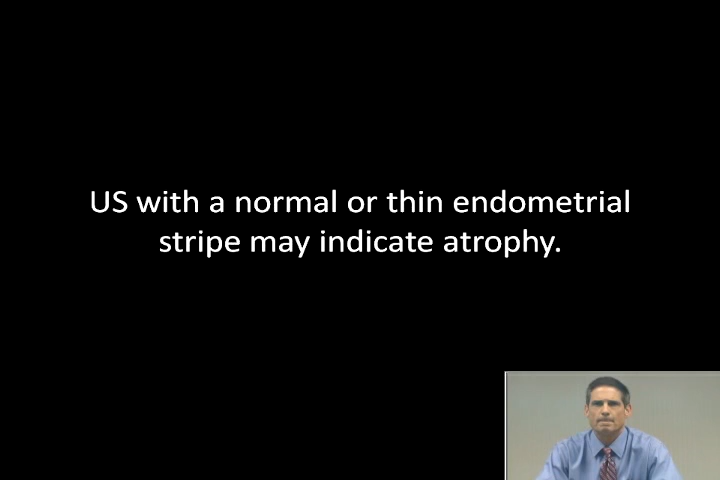 US with a normal or thin endometrial
stripe may indicate atrophy.